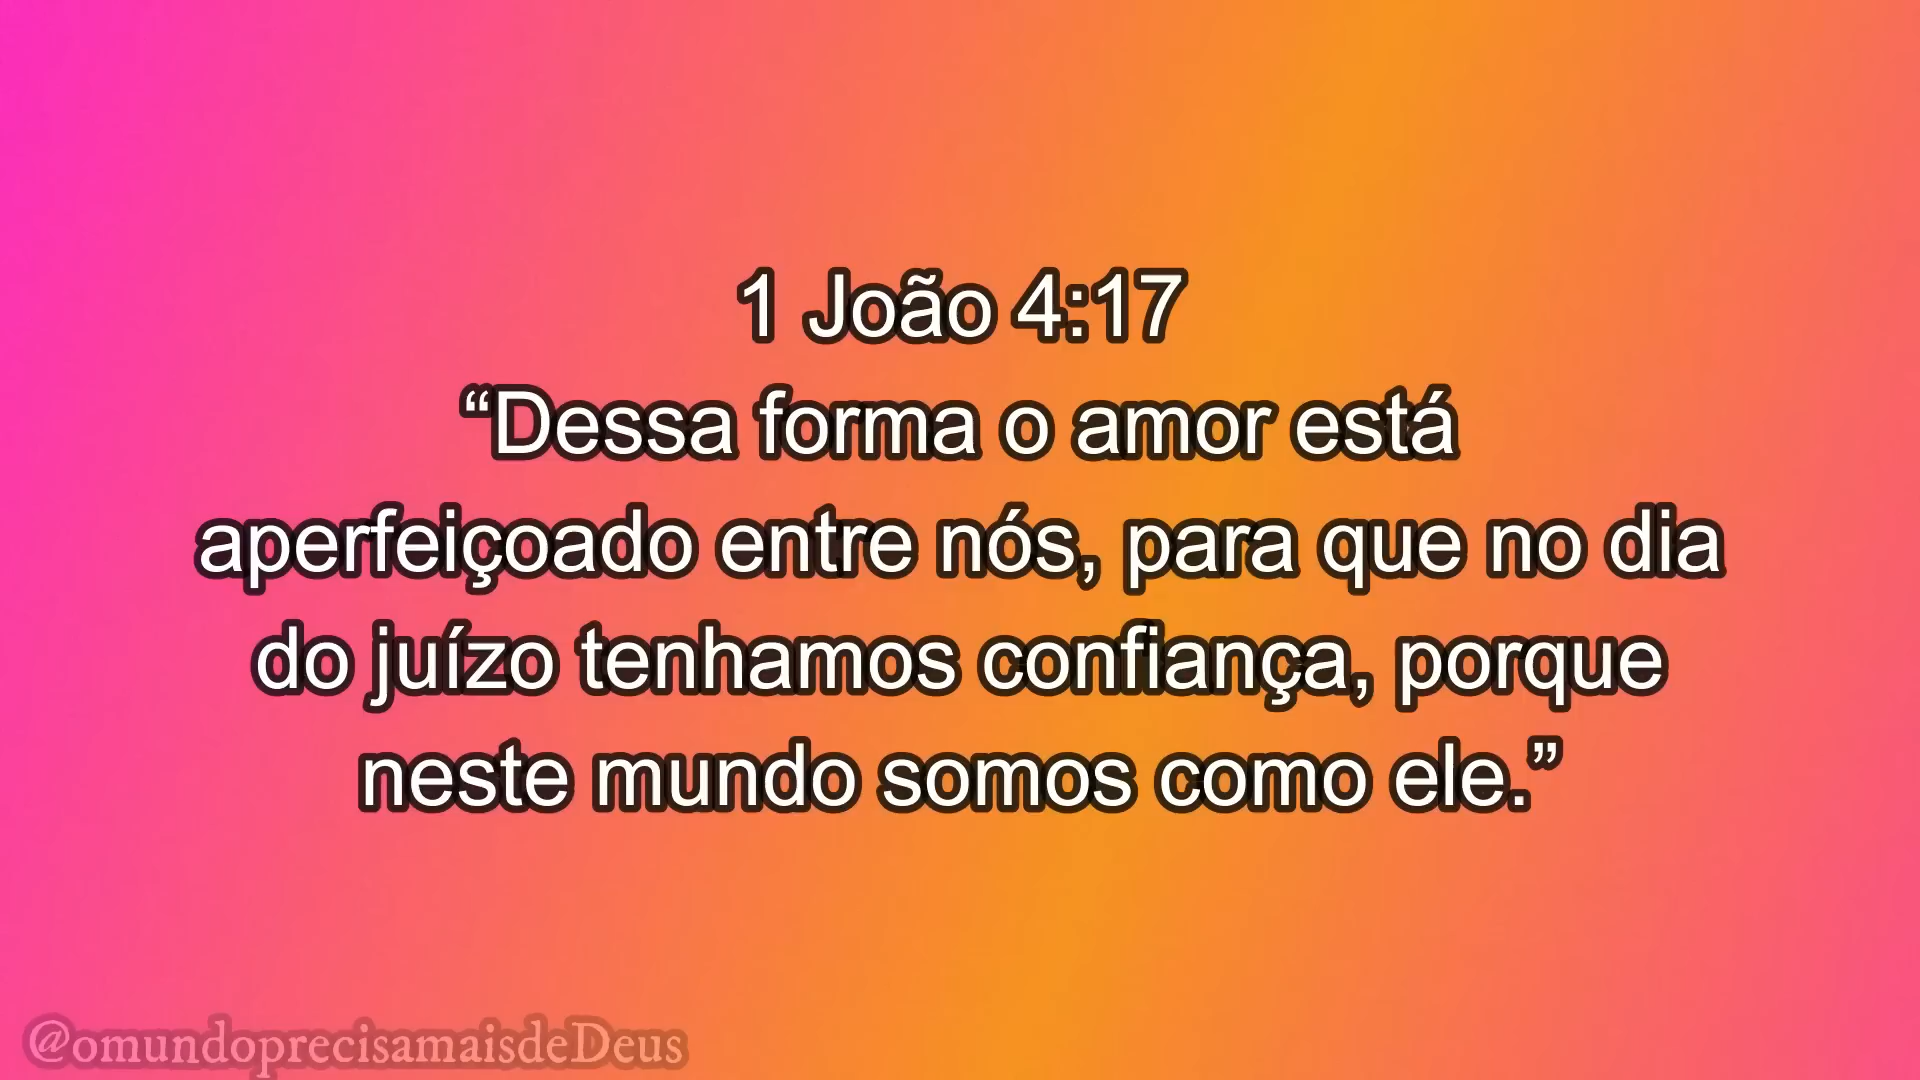 1 João 4:17
“Dessa forma o amor está
aperfeiçoado entre nós, para que no dia
do juízo tenhamos confiança, porque
neste mundo somos como ele.”
@omundoprecisamaisdeDeus